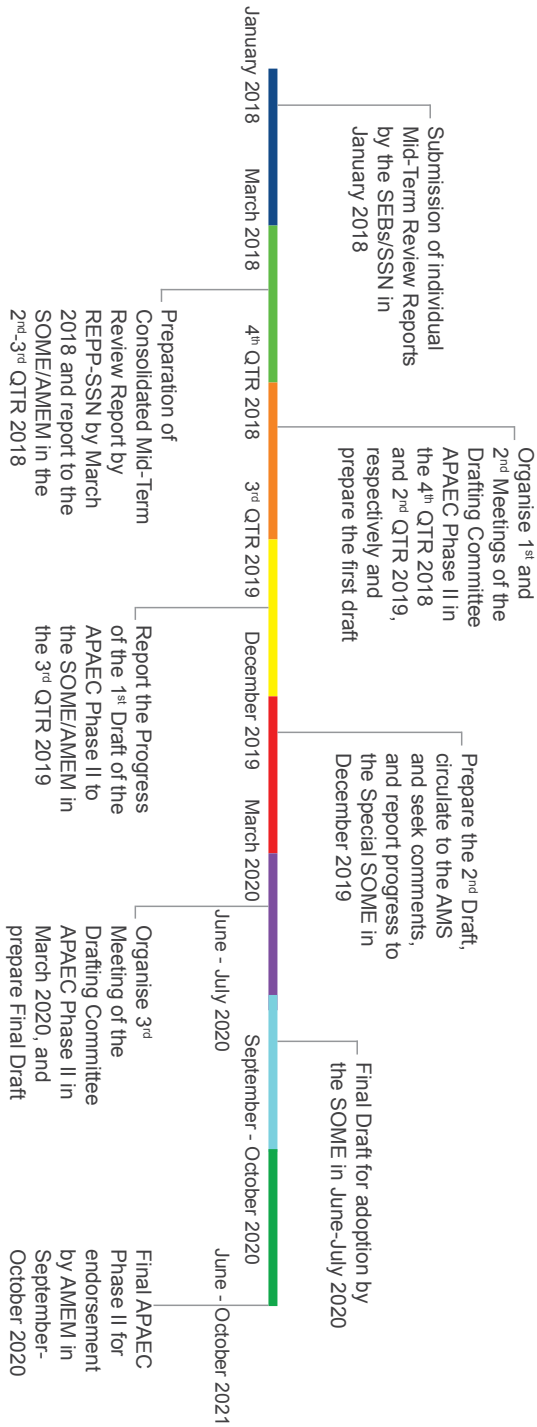 Submission of individual
Mid-Term Review Reports
by the SEBs/SSN in
January 2018
Organise 1st and
2nd Meetings of the
Drafting Committee
APAEC Phase II in
the 4th QTR 2018
and 2nd QTR 2019,
respectively and
prepare the first draft
Prepare the 2nd Draft,
circulate to the AMS
and seek comments,
and report progress to
the Special SOME in
December 2019
Final Draft for adoption by
the SOME in June-July 2020
January 2018
March 2018
4th QTR 2018
3rd QTR 2019
December 2019
March 2020
June - July 2020
September - October 2020
June - October 2021
Preparation of
Consolidated Mid-Term
Review Report by
REPP-SSN by March
2018 and report to the
SOME/AMEM in the
2nd-3rd QTR 2018
Report the Progress
of the 1st Draft of the
APAEC Phase II to
the SOME/AMEM in
the 3rd QTR 2019
Organise 3rd
Meeting of the
Drafting Committee
APAEC Phase II in
March 2020, and
prepare Final Draft
Final APAEC
Phase II for
endorsement
by AMEM in
September-
October 2020